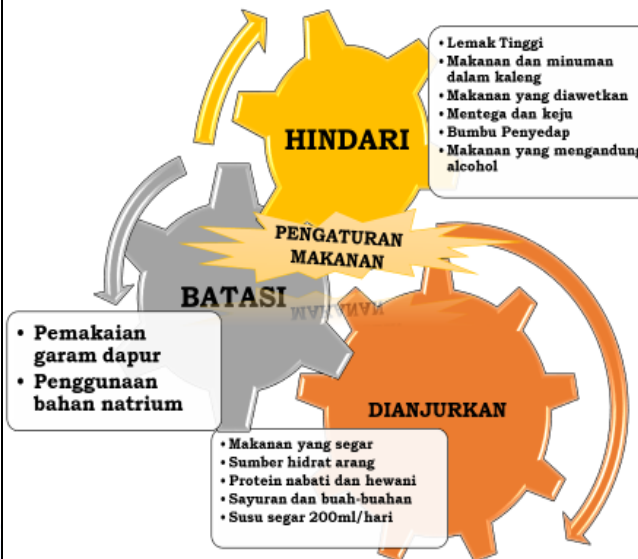 HINDARI
• Lemak Tinggi
• Makanan dan minuman
dalam kaleng
• Makanan yang diawetkan
• Mentega dan keju
• Bumbu Penyedap
• Makanan yang mengandung
alcohol
PENGATURAN
MAKANAN
BATASI
• Pemakaian
garam dapur
• Penggunaan
bahan natrium
DIANJURKAN
• Makanan yang segar
• Sumber hidrat arang
• Protein nabati dan hewani
• Sayuran dan buah-buahan
• Susu segar 200ml/hari